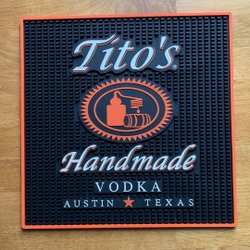 Tito's
Handmade
VODKA
AUSTIN ★ TEXAS